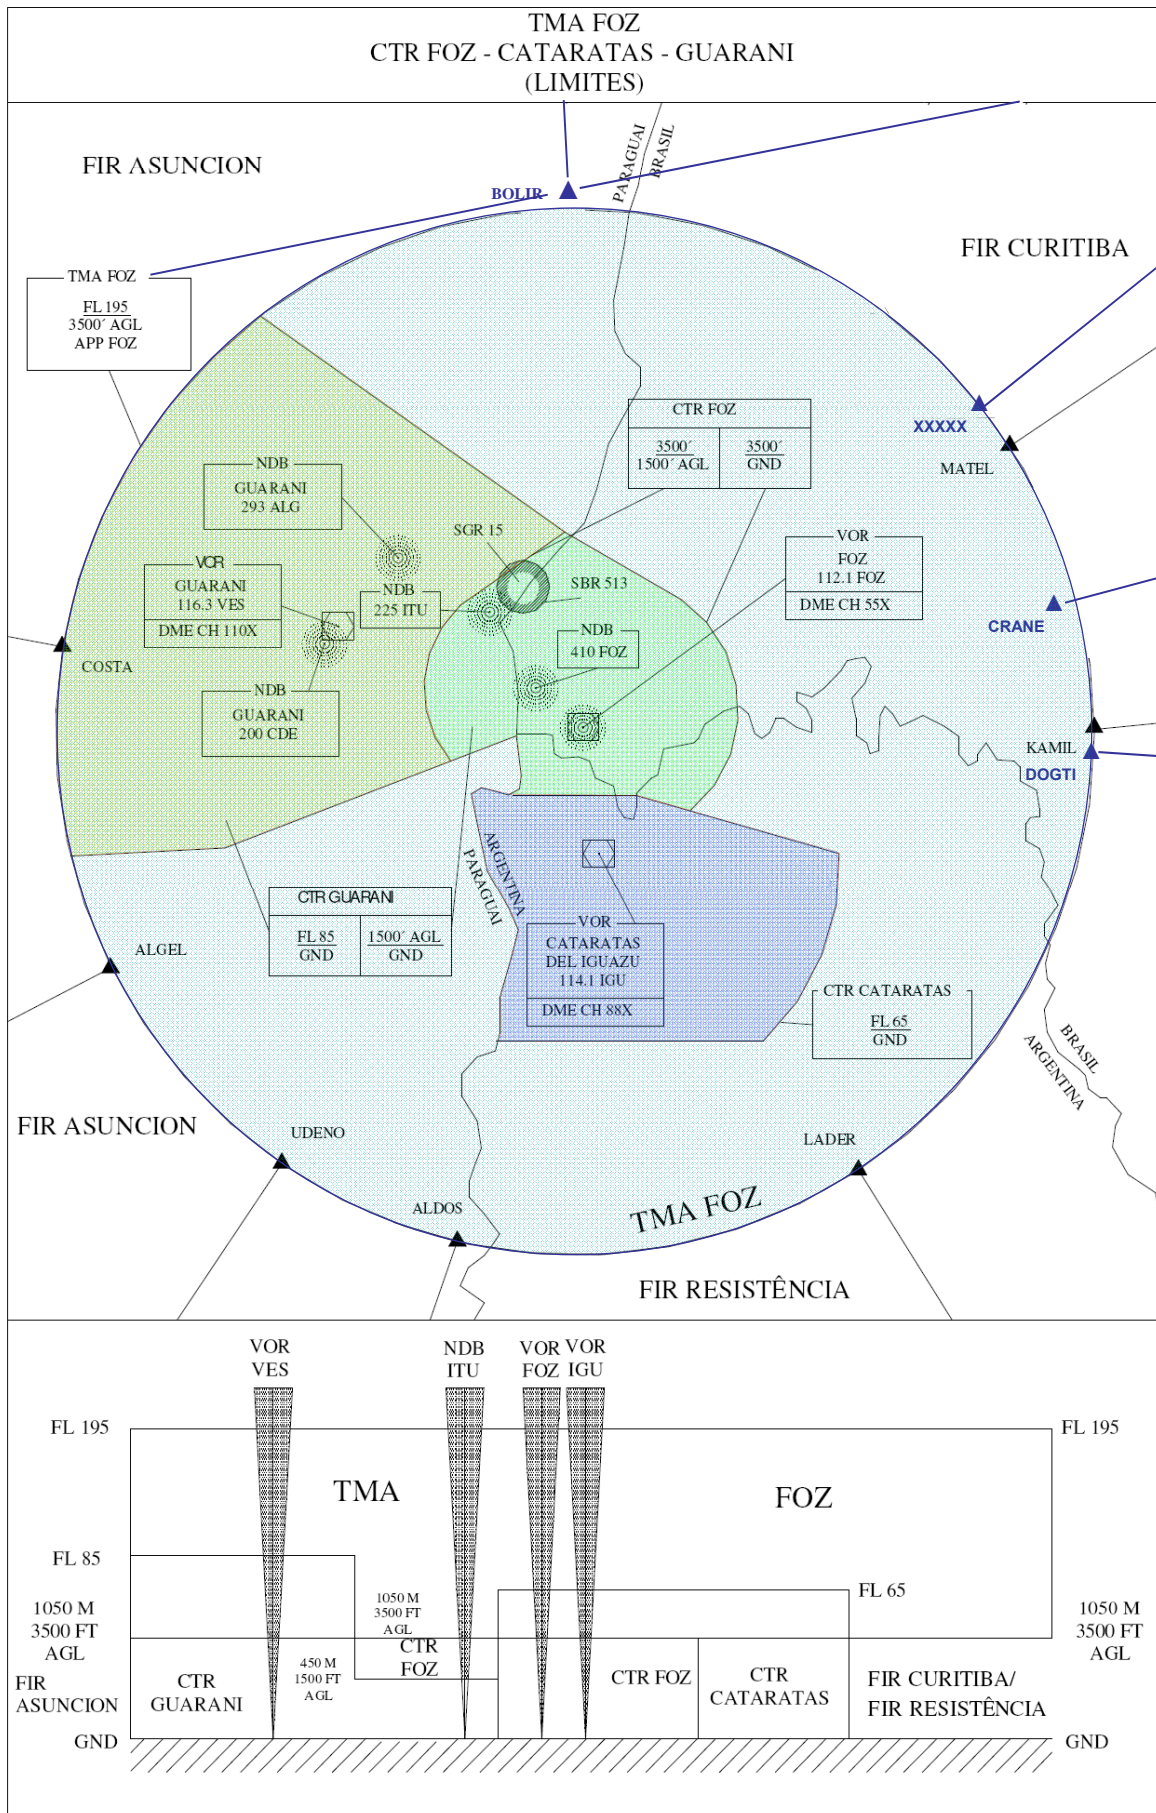 TMA FOZ
CTR FOZ - CATARATAS - GUARANI
(LIMITES)
PARAGUAI
BRASIL
FIR ASUNCION
BOLIR
FIR CURITIBA
TMA FOZ
FL 195
3500´ AGL
APP FOZ
CTR FOZ
3500´
1500´ AGL
3500´
GND
XXXXX
MATEL
NDB
GUARANI
293 ALG
SGR 15
VOR
FOZ
112.1 FOZ
DME CH 55X
VOR
GUARANI
116.3 VES
DME CH 110X
NDB
225 ITU
SBR 513
NDB
410 FOZ
CRANE
COSTA
NDB
GUARANI
200 CDE
KAMIL
DOGTI
ARGENTINA
PARAGUAI
CTR GUARANI
FL 85
GND
1500´ AGL
GND
VOR
CATARATAS
DEL IGUAZU
114.1 IGU
DME CH 88X
ALGEL
CTR CATARATAS
FL 65
GND
BRASIL
ARGENTINA
FIR ASUNCION
UDENO
LADER
ALDOS
TMA FOZ
FIR RESISTÊNCIA
VOR
VES
NDB
ITU
VOR
FOZ
VOR
IGU
FL 195
FL 195
TMA
FOZ
FL 85
FL 65
1050 M
3500 FT
AGL
1050 M
3500 FT
AGL
1050 M
3500 FT
AGL
CTR
FOZ
450 M
1500 FT
AGL
FIR
ASUNCION
CTR
GUARANI
CTR FOZ
CTR
CATARATAS
FIR CURITIBA/
FIR RESISTÊNCIA
GND
GND